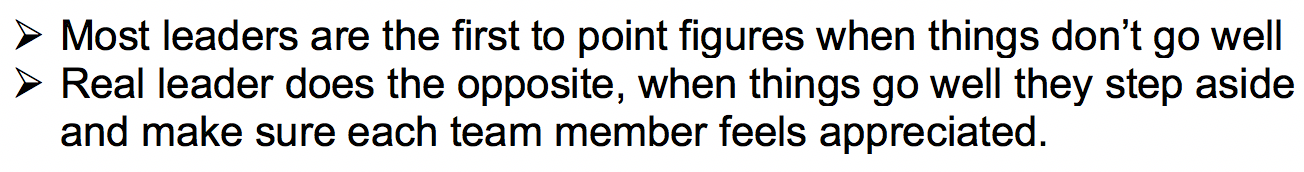 ➢ Most leaders are the first to point figures when things don’t go well
➢ Real leader does the opposite, when things go well they step aside
and make sure each team member feels appreciated.